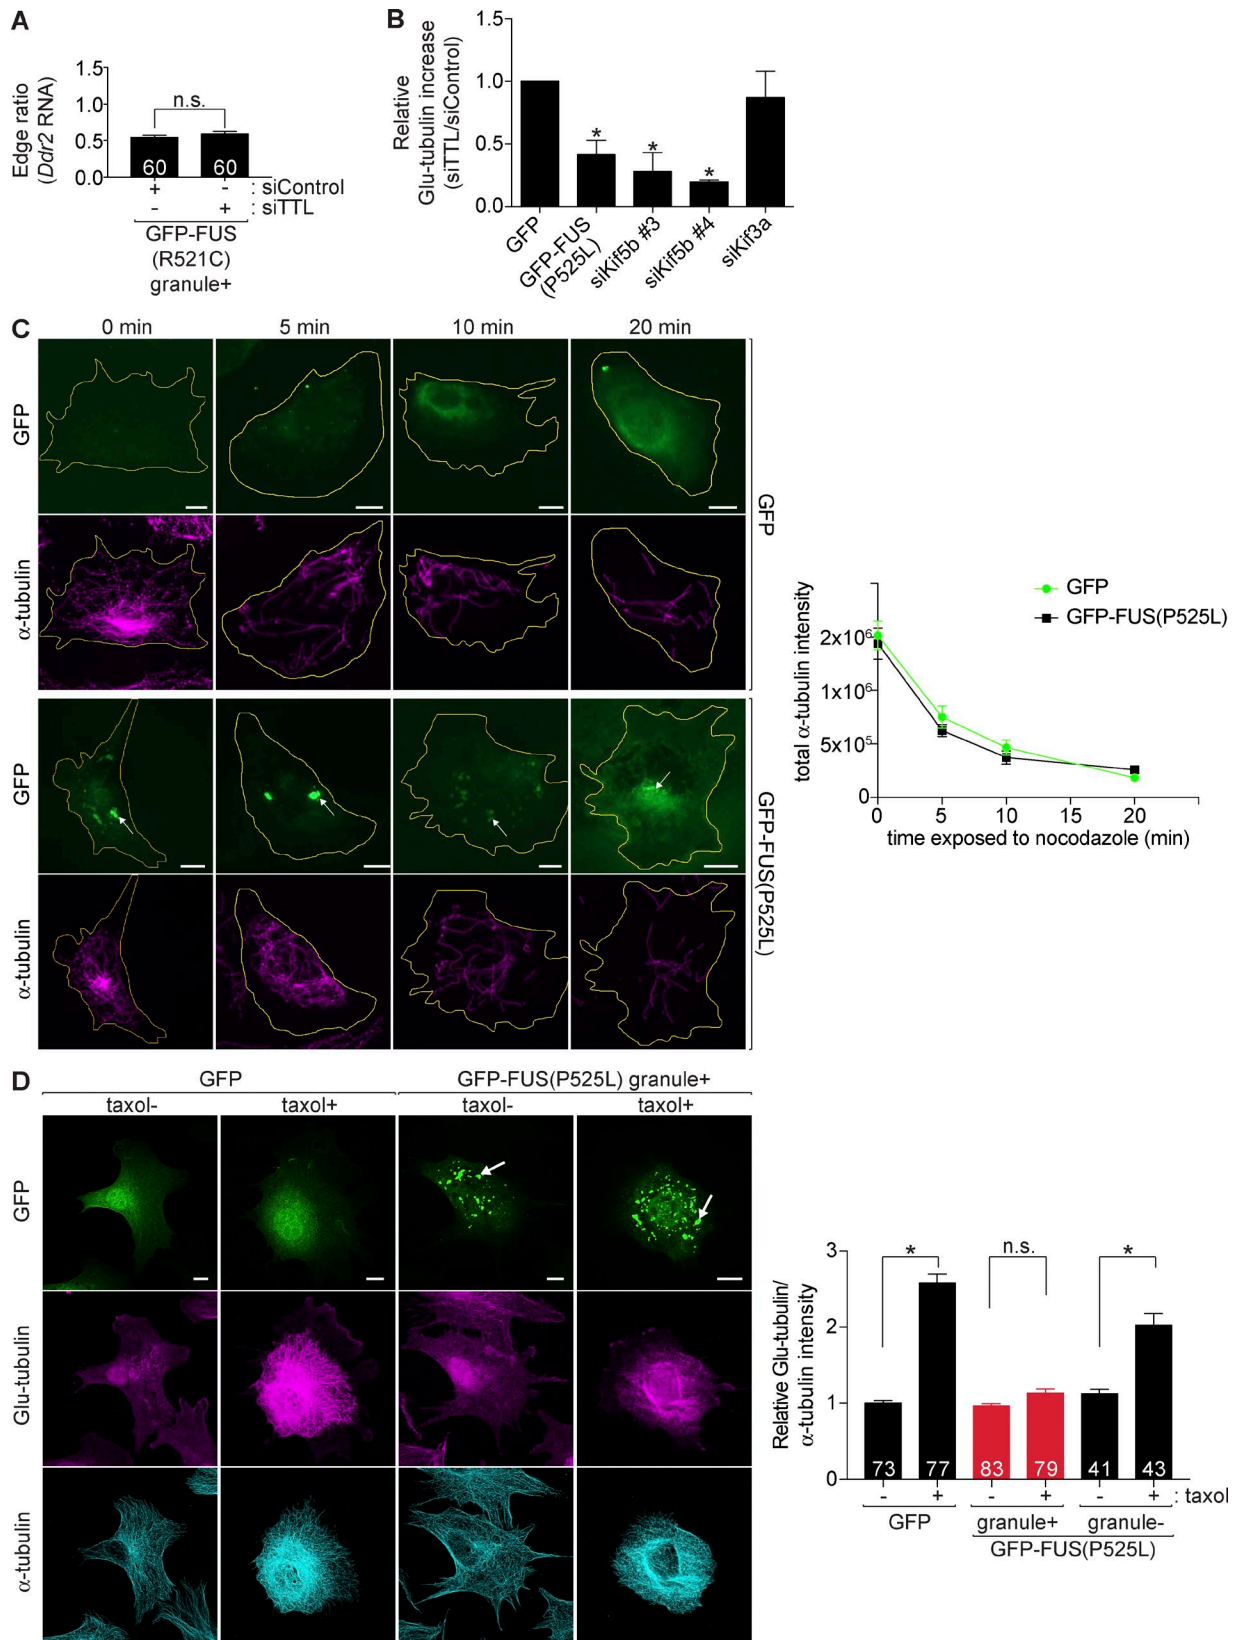 A
Edge ratio
(Ddr2 RNA)
1.5
1.0
0.5
0.0
n.s.
60
60
+
-
: siControl
-
+
: siTTL
GFP-FUS
(R521C)
granule+
B
Relative
Glu-tubulin increase
(siTTL/siControl)
1.5
1.0
0.5
0.0
*
*
*
GFP
GFP-FUS
(P525L)
siKif5b #3
siKif5b #4
siKif3a
C
0 min
5 min
10 min
20 min
GFP
α-tubulin
GFP
GFP
α-tubulin
GFP-FUS(P525L)
total α-tubulin intensity
2x10⁶
1x10⁶
5x10⁵
0
GFP
GFP-FUS(P525L)
0
5
10
15
20
time exposed to nocodazole (min)
D
GFP
GFP-FUS(P525L) granule+
taxol-
taxol+
taxol-
taxol+
GFP
Glu-tubulin
α-tubulin
Relative Glu-tubulin/
α-tubulin intensity
3
2
1
0
*
n.s.
*
73
77
83
79
41
43
-
+
-
+
-
+
: taxol
GFP
granule+
granule-
GFP-FUS(P525L)